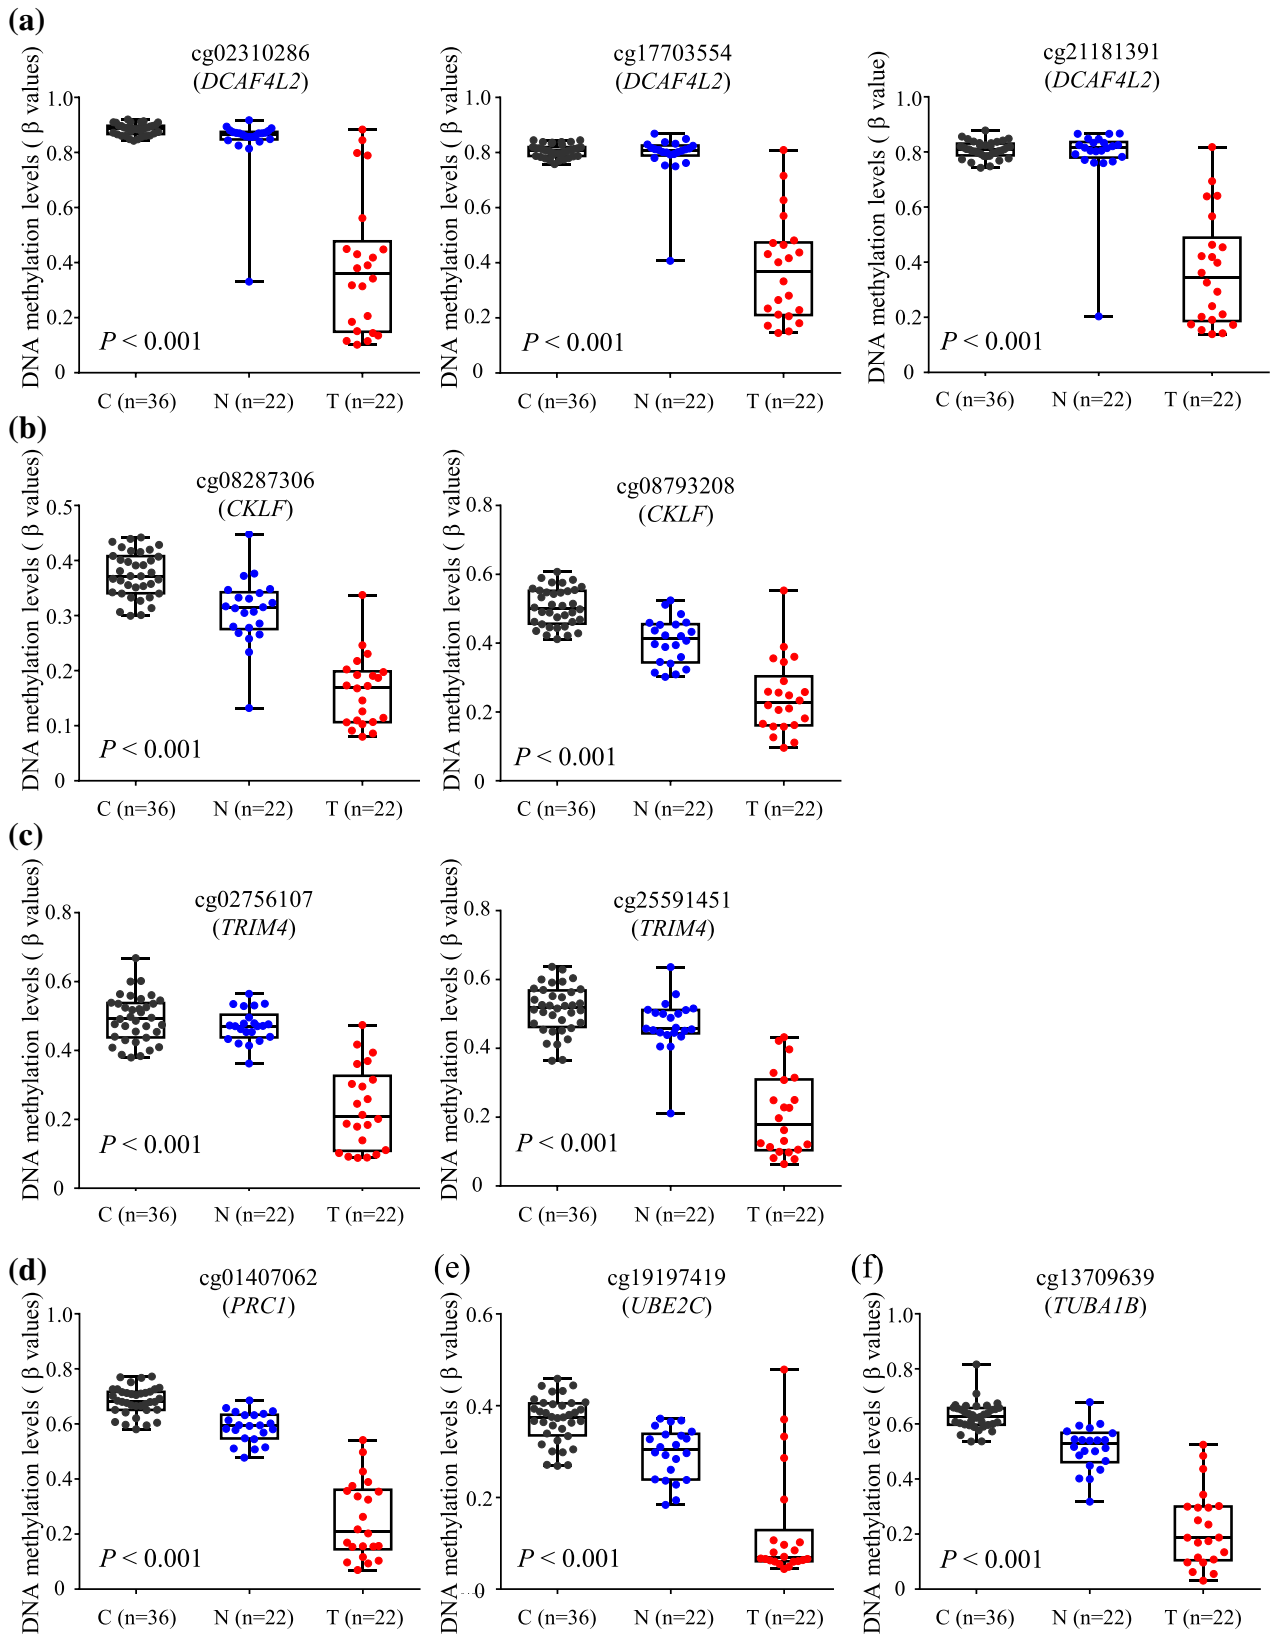 (a)
cg02310286
(DCAF4L2)
DNA methylation levels ( β values)
1.0
0.8
0.6
0.4
0.2
0
P < 0.001
C (n=36) N (n=22) T (n=22)
cg17703554
(DCAF4L2)
DNA methylation levels ( β values)
1.0
0.8
0.6
0.4
0.2
0
P < 0.001
C (n=36) N (n=22) T (n=22)
cg21181391
(DCAF4L2)
DNA methylation levels ( β value)
1.0
0.8
0.6
0.4
0.2
0
P < 0.001
C (n=36) N (n=22) T (n=22)
(b)
cg08287306
(CKLF)
DNA methylation levels ( β values)
0.5
0.4
0.3
0.2
0.1
0
P < 0.001
C (n=36) N (n=22) T (n=22)
cg08793208
(CKLF)
DNA methylation levels ( β values)
0.8
0.6
0.4
0.2
0
P < 0.001
C (n=36) N (n=22) T (n=22)
(c)
cg02756107
(TRIM4)
DNA methylation levels ( β values)
0.8
0.6
0.4
0.2
0
P < 0.001
C (n=36) N (n=22) T (n=22)
cg25591451
(TRIM4)
DNA methylation levels ( β values)
0.8
0.6
0.4
0.2
0
P < 0.001
C (n=36) N (n=22) T (n=22)
(d)
cg01407062
(PRC1)
DNA methylation levels ( β values)
1.0
0.8
0.6
0.4
0.2
0
P < 0.001
C (n=36) N (n=22) T (n=22)
(e)
cg19197419
(UBE2C)
DNA methylation levels ( β values)
0.6
0.4
0.2
0
P < 0.001
C (n=36) N (n=22) T (n=22)
(f)
cg13709639
(TUBA1B)
DNA methylation levels ( β values)
1.0
0.8
0.6
0.4
0.2
0
P < 0.001
C (n=36) N (n=22) T (n=22)